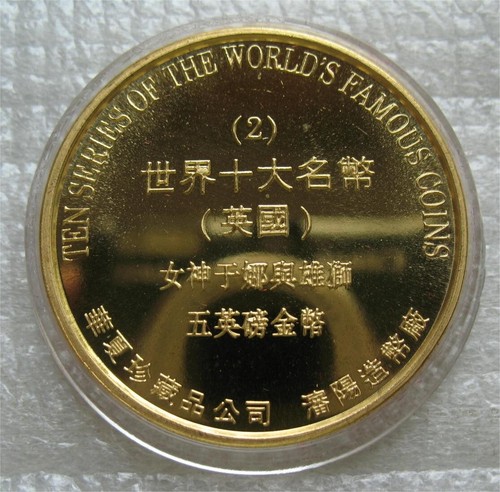 TEN SERIES OF THE WORLD'S FAMOUS COINS
(2)
世界十大名幣
(英國)
女神于娜與雄獅
五英磅金幣
華夏珍藏品公司 瀋陽造幣廠